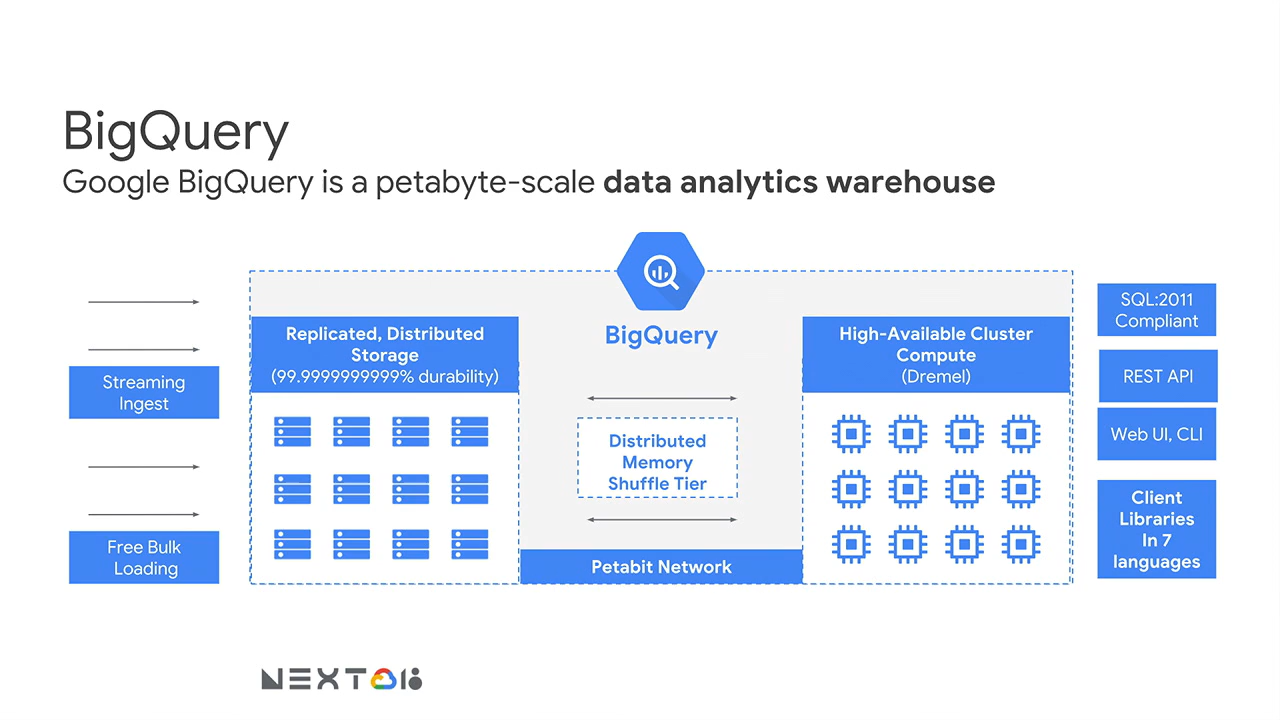 BigQuery
Google BigQuery is a petabyte-scale data analytics warehouse
Streaming
Ingest
Free Bulk
Loading
Replicated, Distributed
Storage
(99.9999999999% durability)
BigQuery
Distributed
Memory
Shuffle Tier
Petabit Network
High-Available Cluster
Compute
(Dremel)
SQL:2011
Compliant
REST API
Web UI, CLI
Client
Libraries
In 7
languages
NEXT 18